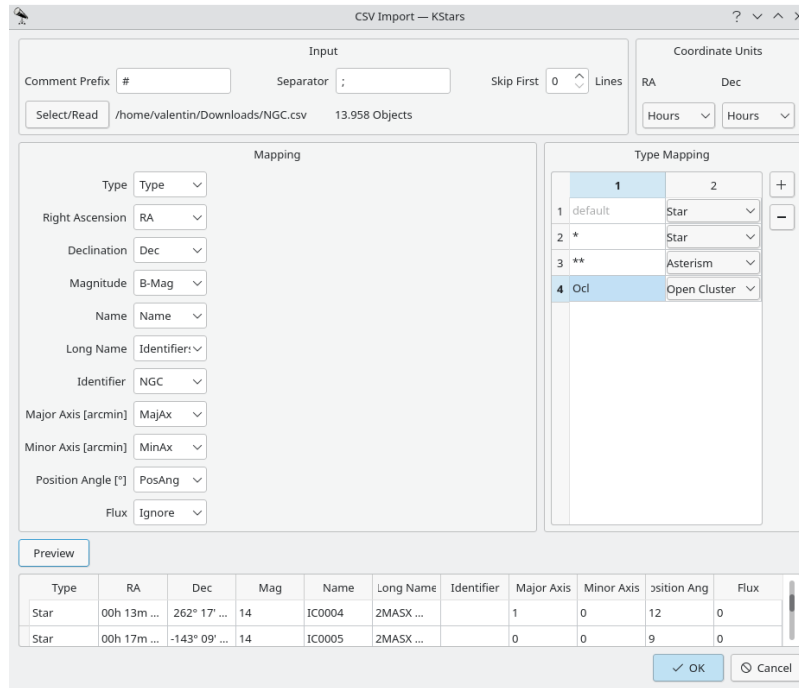 CSV Import — KStars
Input
Comment Prefix # Separator ; Skip First 0 Lines
Select/Read /home/valentin/Downloads/NGC.csv 13.958 Objects
Coordinate Units
RA Dec
Hours Hours
Mapping
Type Type
Right Ascension RA
Declination Dec
Magnitude B-Mag
Name Name
Long Name Identifiers
Identifier NGC
Major Axis [arcmin] MajAx
Minor Axis [arcmin] MinAx
Position Angle [°] PosAng
Flux Ignore
Type Mapping
1 2
1 default Star
2 * Star
3 ** Asterism
4 Ocl Open Cluster
+
−
Preview
Type RA Dec Mag Name Long Name Identifier Major Axis Minor Axis osition Ang Flux
Star 00h 13m ... 262° 17' ... 14 IC0004 2MASX ... 1 0 12 0
Star 00h 17m ... -143° 09' ... 14 IC0005 2MASX ... 0 0 9 0
OK Cancel